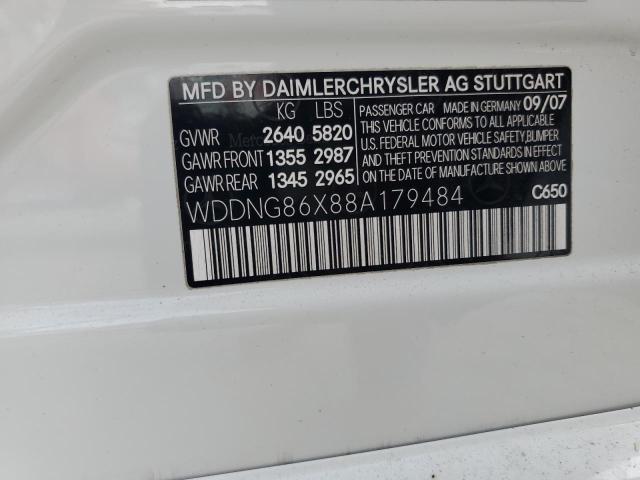 MFD BY DAIMLERCHRYSLER AG STUTTGART
KG LBS
GVWR 2640 5820
GAWR FRONT 1355 2987
GAWR REAR 1345 2965
PASSENGER CAR MADE IN GERMANY 09/07
THIS VEHICLE CONFORMS TO ALL APPLICABLE
U.S. FEDERAL MOTOR VEHICLE SAFETY, BUMPER
AND THEFT PREVENTION STANDARDS IN EFFECT
ON THE DATE OF MANUFACTURE SHOWN ABOVE.
WDDNG86X88A179484
C650